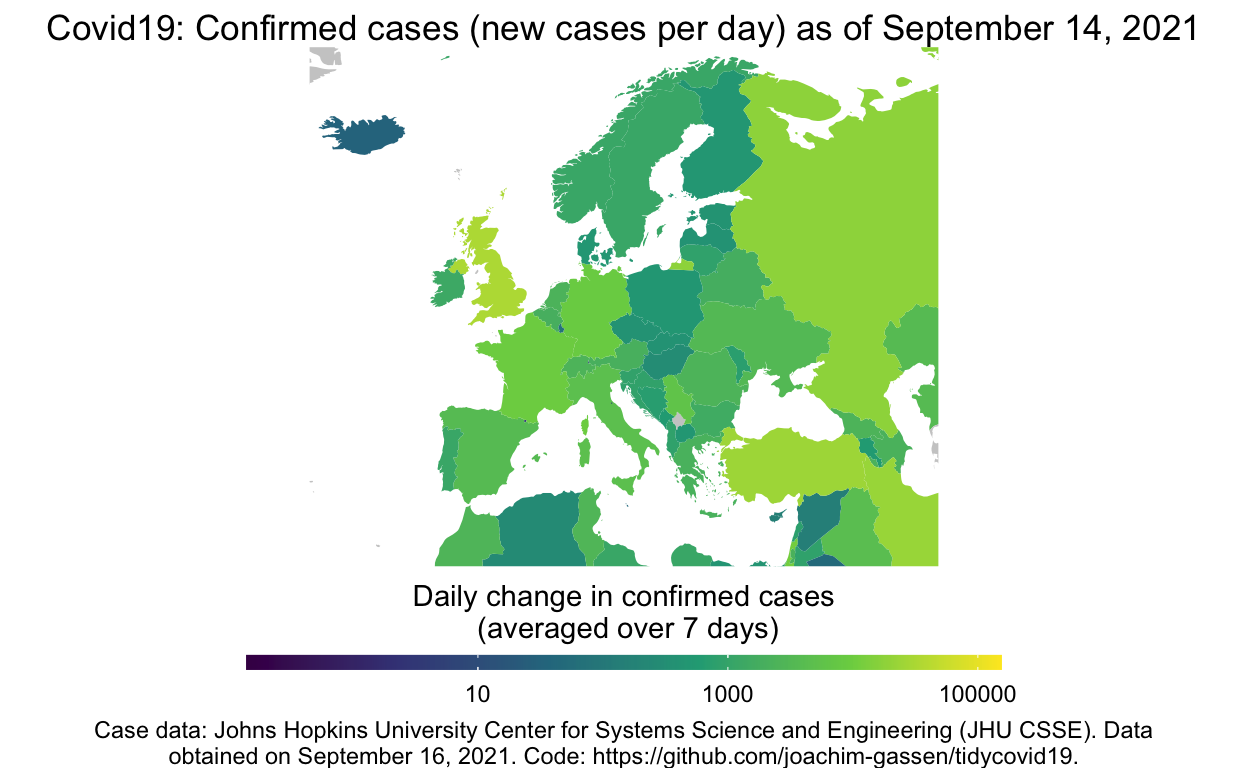 Covid19: Confirmed cases (new cases per day) as of September 14, 2021
Daily change in confirmed cases
(averaged over 7 days)
10 1000 100000
Case data: Johns Hopkins University Center for Systems Science and Engineering (JHU CSSE). Data
obtained on September 16, 2021. Code: https://github.com/joachim-gassen/tidycovid19.